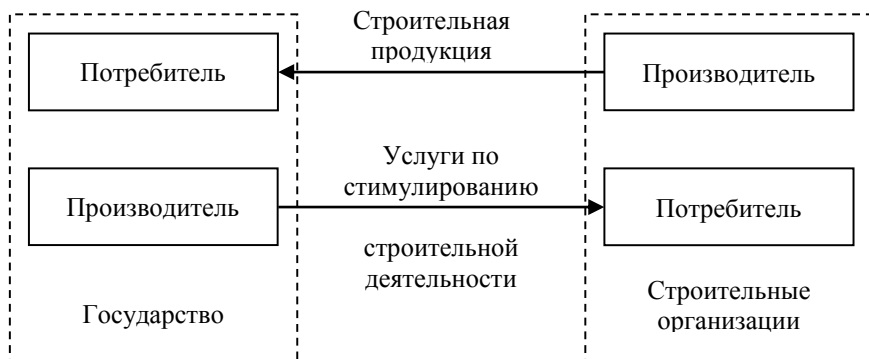 Строительная
продукция
Потребитель
Производитель
Услуги по
стимулированию
Производитель
Потребитель
строительной
деятельности
Государство
Строительные
организации